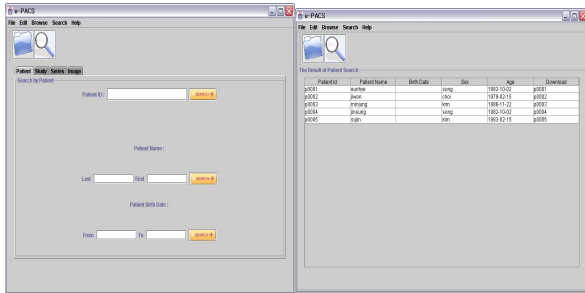 e-PACS
File Edit Browse Search Help
Patient Study Series Image
Search by Patient
Patient ID : SEARCH
Patient Name :
Last First SEARCH
Patient Birth Date :
From To SEARCH
e-PACS
File Edit Browse Search Help
The Result of Patient Search
Patient Id Patient Name Birth Date Sex Age Download
p0001 eunhee song 1982-10-02 p0001
p0002 jiwon choi 1979-02-15 p0002
p0003 minjung kim 1986-11-22 p0003
p0004 jinsung song 1982-10-02 p0004
p0005 sujin kim 1983-02-15 p0005